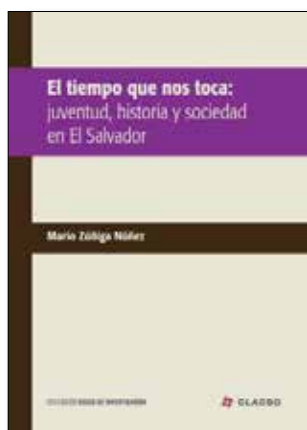 El tiempo que nos toca:
juventud, historia y sociedad
en El Salvador
Mario Zúñiga Núñez
CLACSO